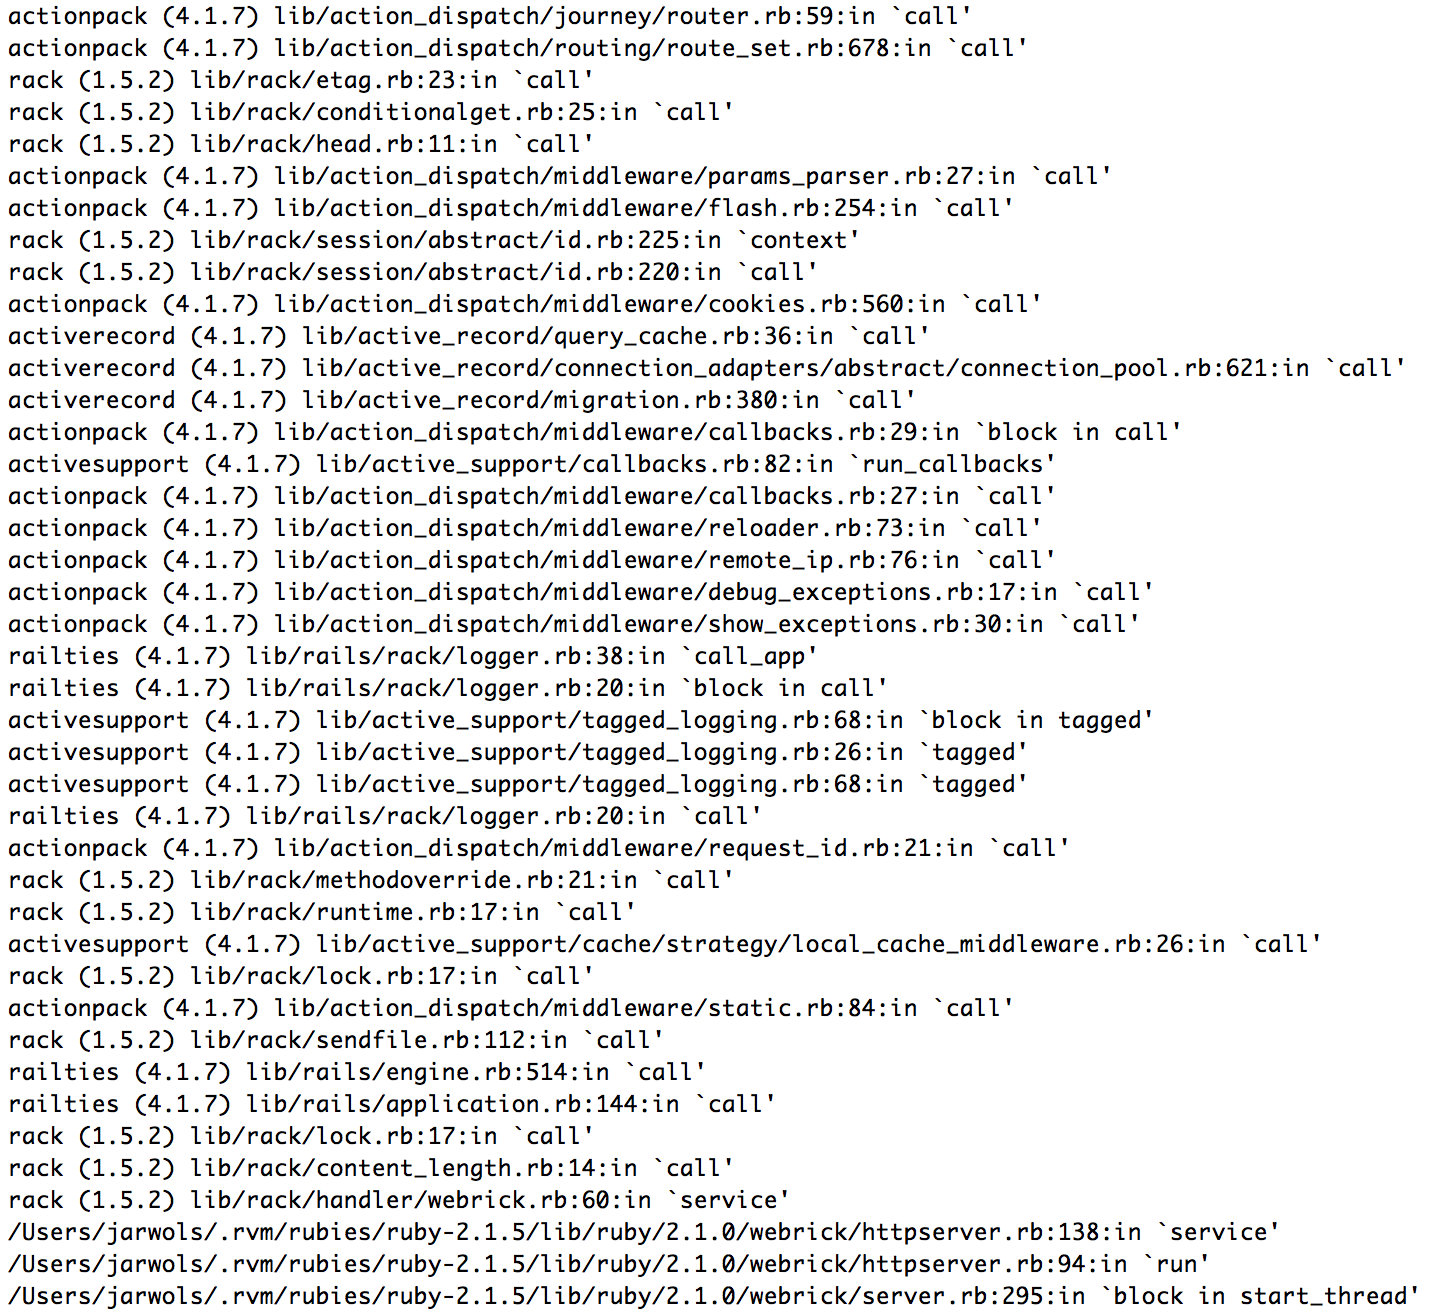 actionpack (4.1.7) lib/action_dispatch/journey/router.rb:59:in `call'
actionpack (4.1.7) lib/action_dispatch/routing/route_set.rb:678:in `call'
rack (1.5.2) lib/rack/etag.rb:23:in `call'
rack (1.5.2) lib/rack/conditionalget.rb:25:in `call'
rack (1.5.2) lib/rack/head.rb:11:in `call'
actionpack (4.1.7) lib/action_dispatch/middleware/params_parser.rb:27:in `call'
actionpack (4.1.7) lib/action_dispatch/middleware/flash.rb:254:in `call'
rack (1.5.2) lib/rack/session/abstract/id.rb:225:in `context'
rack (1.5.2) lib/rack/session/abstract/id.rb:220:in `call'
actionpack (4.1.7) lib/action_dispatch/middleware/cookies.rb:560:in `call'
activerecord (4.1.7) lib/active_record/query_cache.rb:36:in `call'
activerecord (4.1.7) lib/active_record/connection_adapters/abstract/connection_pool.rb:621:in `call'
activerecord (4.1.7) lib/active_record/migration.rb:380:in `call'
actionpack (4.1.7) lib/action_dispatch/middleware/callbacks.rb:29:in `block in call'
activesupport (4.1.7) lib/active_support/callbacks.rb:82:in `run_callbacks'
actionpack (4.1.7) lib/action_dispatch/middleware/callbacks.rb:27:in `call'
actionpack (4.1.7) lib/action_dispatch/middleware/reloader.rb:73:in `call'
actionpack (4.1.7) lib/action_dispatch/middleware/remote_ip.rb:76:in `call'
actionpack (4.1.7) lib/action_dispatch/middleware/debug_exceptions.rb:17:in `call'
actionpack (4.1.7) lib/action_dispatch/middleware/show_exceptions.rb:30:in `call'
railties (4.1.7) lib/rails/rack/logger.rb:38:in `call_app'
railties (4.1.7) lib/rails/rack/logger.rb:20:in `block in call'
activesupport (4.1.7) lib/active_support/tagged_logging.rb:68:in `block in tagged'
activesupport (4.1.7) lib/active_support/tagged_logging.rb:26:in `tagged'
activesupport (4.1.7) lib/active_support/tagged_logging.rb:68:in `tagged'
railties (4.1.7) lib/rails/rack/logger.rb:20:in `call'
actionpack (4.1.7) lib/action_dispatch/middleware/request_id.rb:21:in `call'
rack (1.5.2) lib/rack/methodoverride.rb:21:in `call'
rack (1.5.2) lib/rack/runtime.rb:17:in `call'
activesupport (4.1.7) lib/active_support/cache/strategy/local_cache_middleware.rb:26:in `call'
rack (1.5.2) lib/rack/lock.rb:17:in `call'
actionpack (4.1.7) lib/action_dispatch/middleware/static.rb:84:in `call'
rack (1.5.2) lib/rack/sendfile.rb:112:in `call'
railties (4.1.7) lib/rails/engine.rb:514:in `call'
railties (4.1.7) lib/rails/application.rb:144:in `call'
rack (1.5.2) lib/rack/lock.rb:17:in `call'
rack (1.5.2) lib/rack/content_length.rb:14:in `call'
rack (1.5.2) lib/rack/handler/webrick.rb:60:in `service'
/Users/jarwols/.rvm/rubies/ruby-2.1.5/lib/ruby/2.1.0/webrick/httpserver.rb:138:in `service'
/Users/jarwols/.rvm/rubies/ruby-2.1.5/lib/ruby/2.1.0/webrick/httpserver.rb:94:in `run'
/Users/jarwols/.rvm/rubies/ruby-2.1.5/lib/ruby/2.1.0/webrick/server.rb:295:in `block in start_thread'